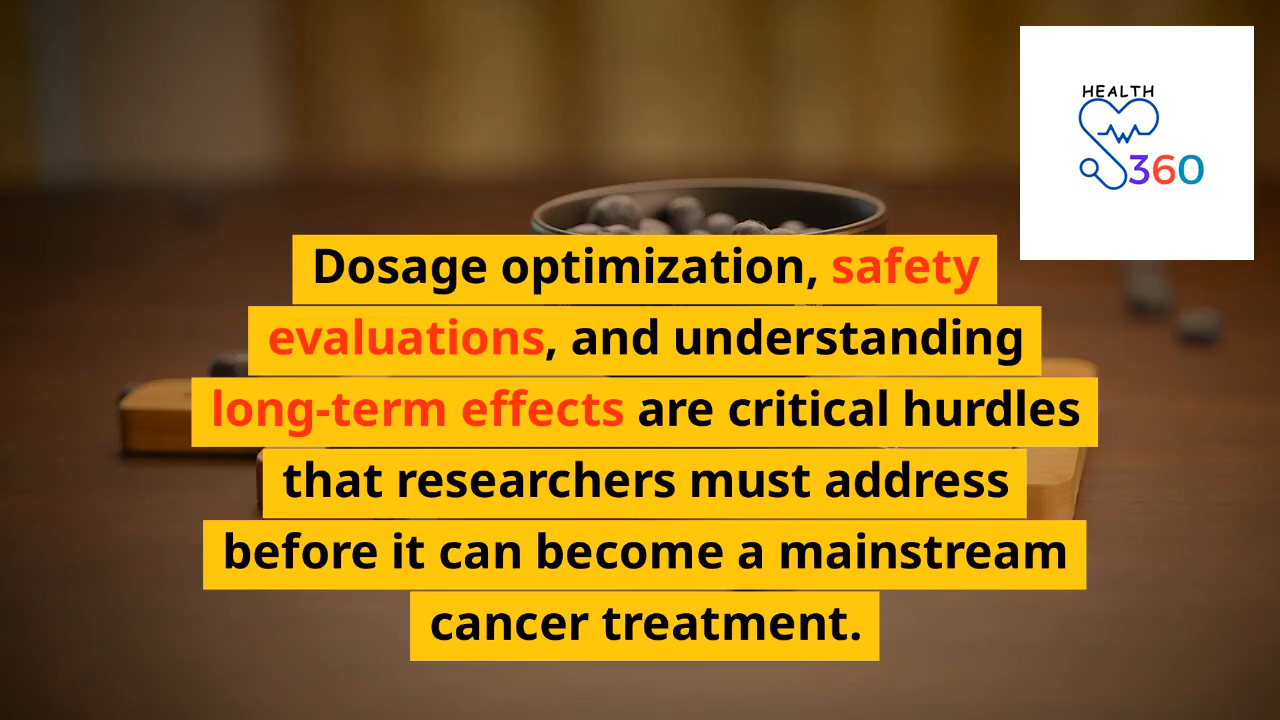 HEALTH
360
Dosage optimization, safety
evaluations, and understanding
long-term effects are critical hurdles
that researchers must address
before it can become a mainstream
cancer treatment.